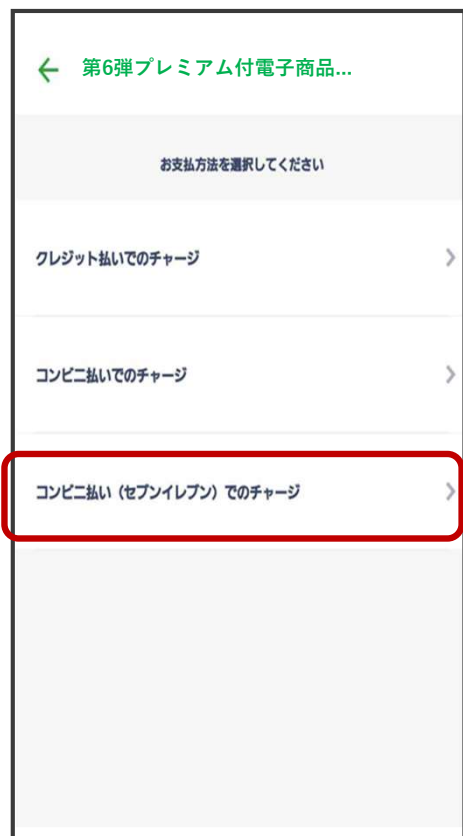 第6弾プレミアム付電子商品...
お支払方法を選択してください
クレジット払いでのチャージ
コンビニ払いでのチャージ
コンビニ払い（セブンイレブン）でのチャージ